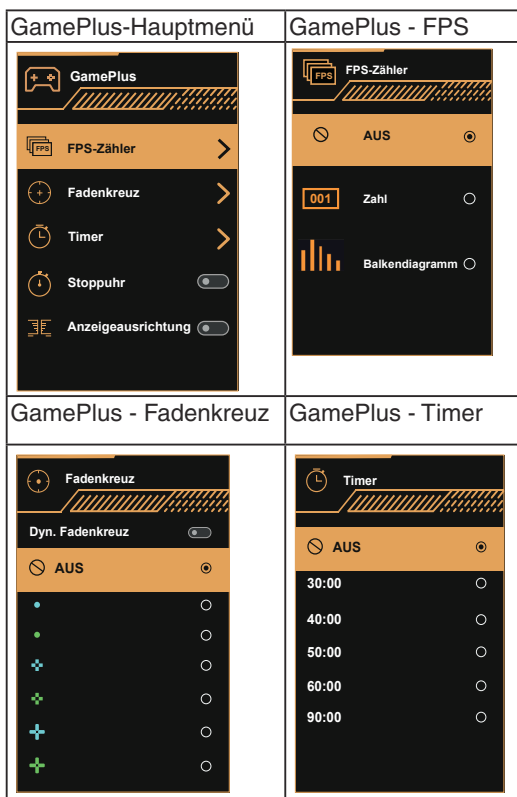 GamePlus-Hauptmenü
GamePlus
FPS
FPS-Zähler
Fadenkreuz
Timer
Stoppuhr
Anzeigeausrichtung
GamePlus - FPS
FPS
FPS-Zähler
AUS
001
Zahl
Balkendiagramm
GamePlus - Fadenkreuz
Fadenkreuz
Dyn. Fadenkreuz
AUS
GamePlus - Timer
Timer
AUS
30:00
40:00
50:00
60:00
90:00